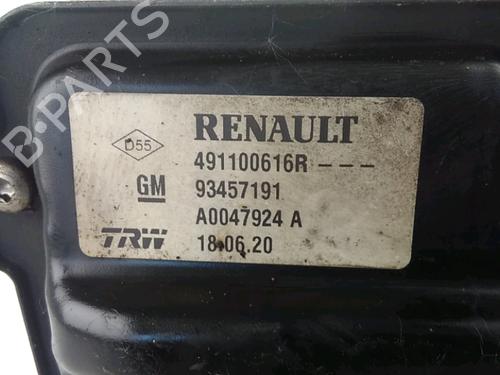 B-PARTS
D55
RENAULT
491100616R ---
GM 93457191
A0047924 A
TRW 18.06.20